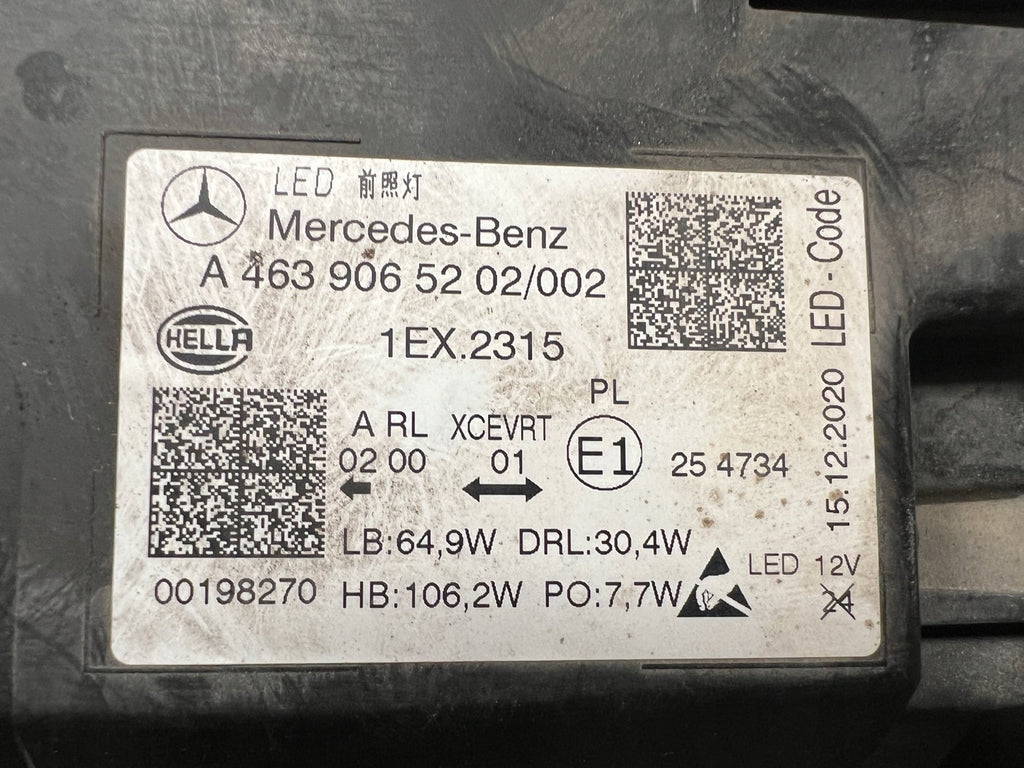 LED 前照灯
Mercedes-Benz
A 463 906 52 02/002
HELLA
1EX.2315
PL
A RL XCEVRT
02 00 01
E1
25 4734
LB:64,9W DRL:30,4W
00198270 HB:106,2W PO:7,7W
LED 12V
24
15.12.2020 LED-Code